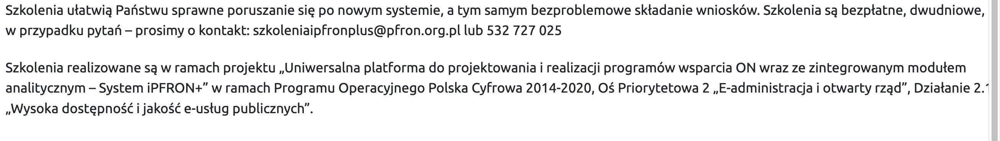 Szkolenia ułatwią Państwu sprawne poruszanie się po nowym systemie, a tym samym bezproblemowe składanie wniosków. Szkolenia są bezpłatne, dwudniowe,
w przypadku pytań – prosimy o kontakt: szkoleniaipfronplus@pfron.org.pl lub 532 727 025
Szkolenia realizowane są w ramach projektu „Uniwersalna platforma do projektowania i realizacji programów wsparcia ON wraz ze zintegrowanym modułem
analitycznym – System iPFRON+” w ramach Programu Operacyjnego Polska Cyfrowa 2014-2020, Oś Priorytetowa 2 „E-administracja i otwarty rząd”, Działanie 2.1
„Wysoka dostępność i jakość e-usług publicznych”.